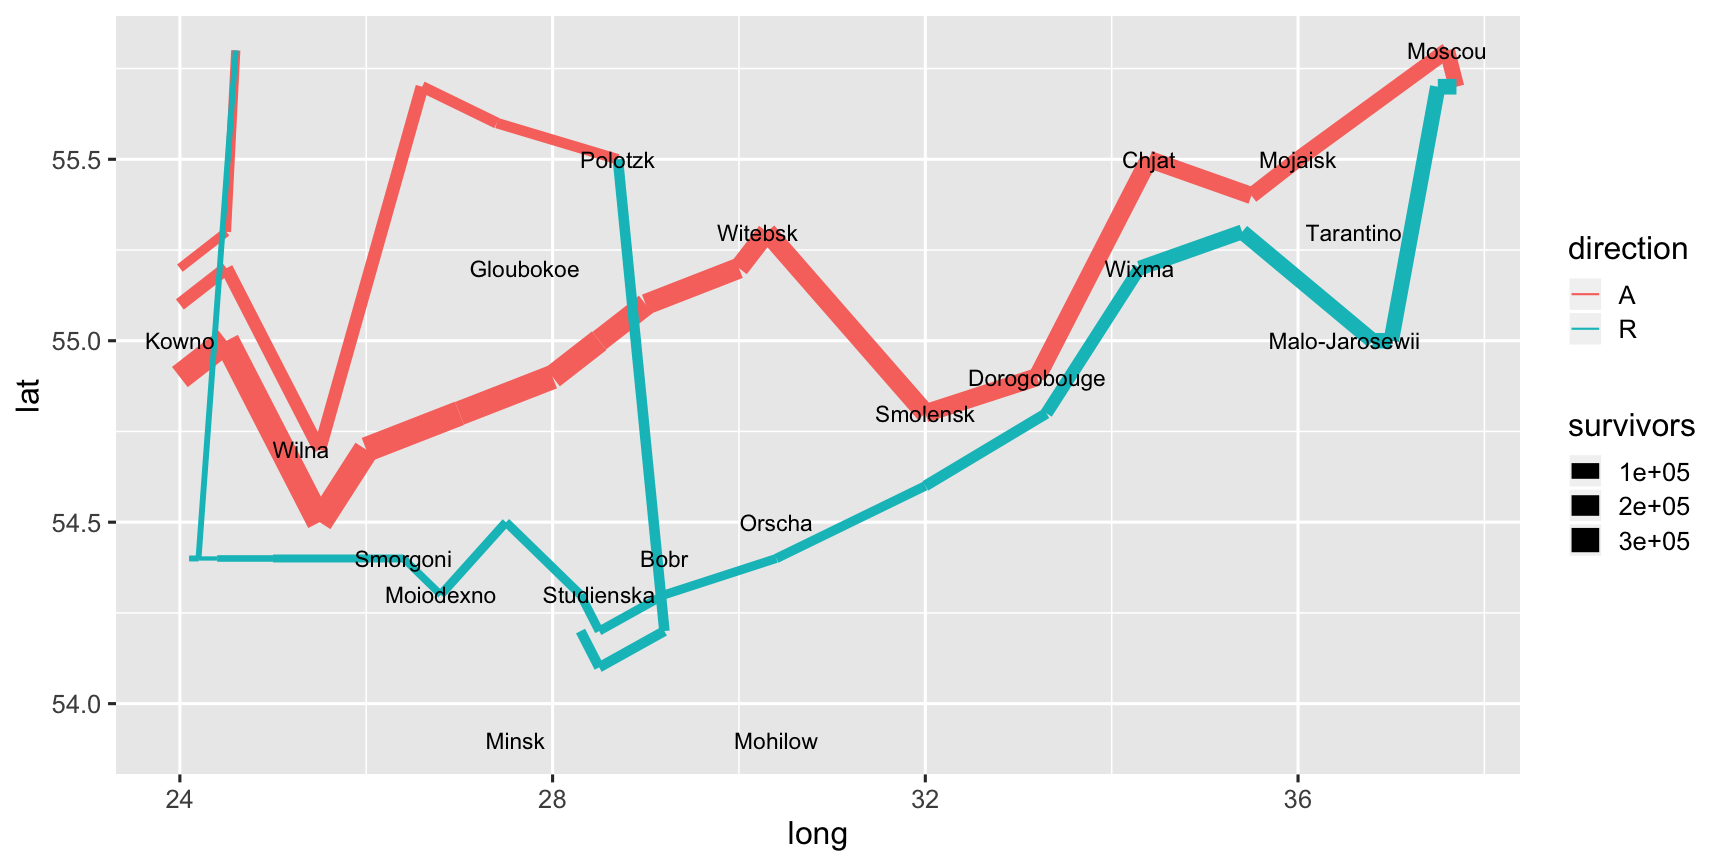 Moscou
Polotzk
Chjat
Mojaisk
Witebsk
Tarantino
Gloubokoe
Wixma
Kowno
Malo-Jarosewii
Dorogobouge
Smolensk
Wilna
Orscha
Smorgoni
Bobr
Moiodexno
Studienska
Minsk
Mohilow
55.5
55.0
54.5
54.0
lat
24
28
32
36
long
direction
A
R
survivors
1e+05
2e+05
3e+05